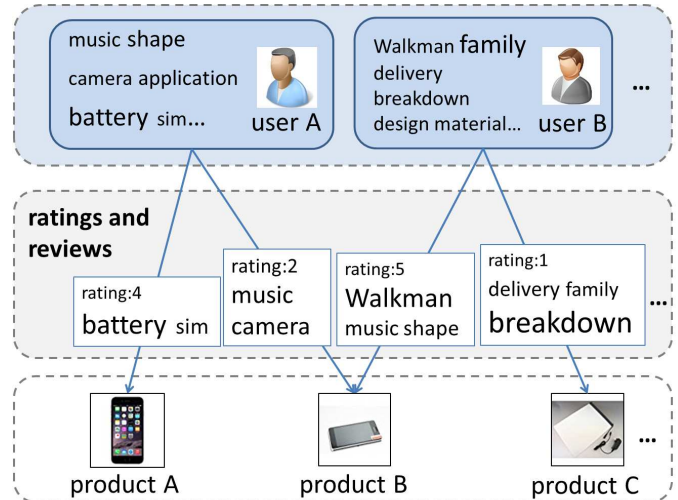 music shape
camera application
battery sim...
user A
Walkman family
delivery
breakdown
design material...
user B
...
ratings and
reviews
rating:4
battery sim
rating:2
music
camera
rating:5
Walkman
music shape
rating:1
delivery family
breakdown
...
product A
product B
product C
...